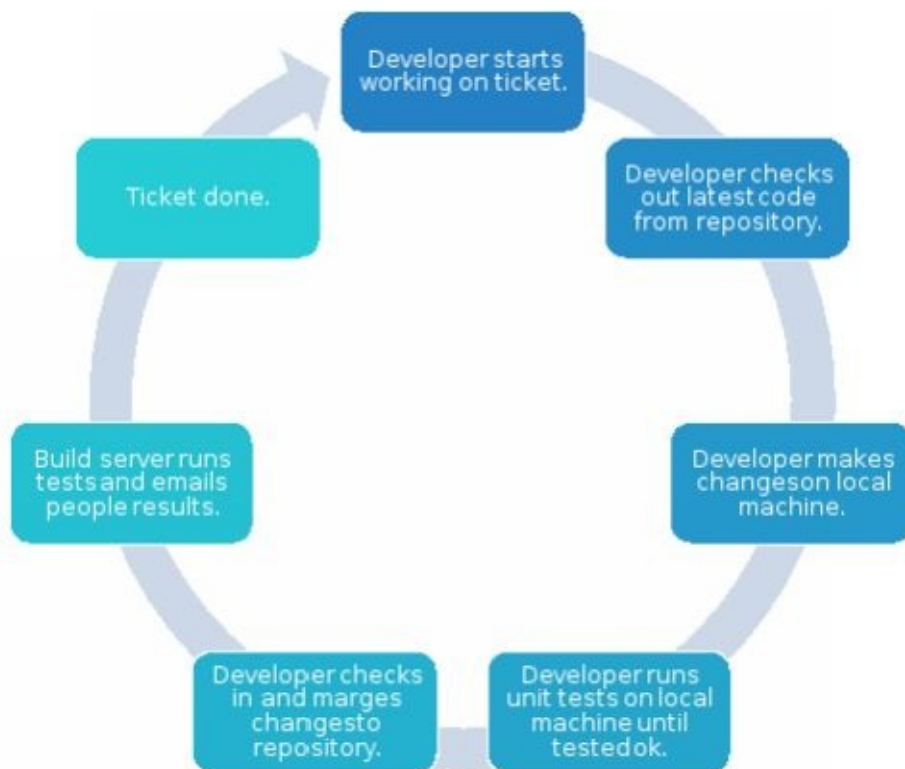 Developer starts
working on ticket.
Developer checks
out latest code
from repository.
Developer makes
changeson local
machine.
Developer runs
unit tests on local
machine until
testedok.
Developer checks
in and marges
changesto
repository.
Build server runs
tests and emails
people results.
Ticket done.